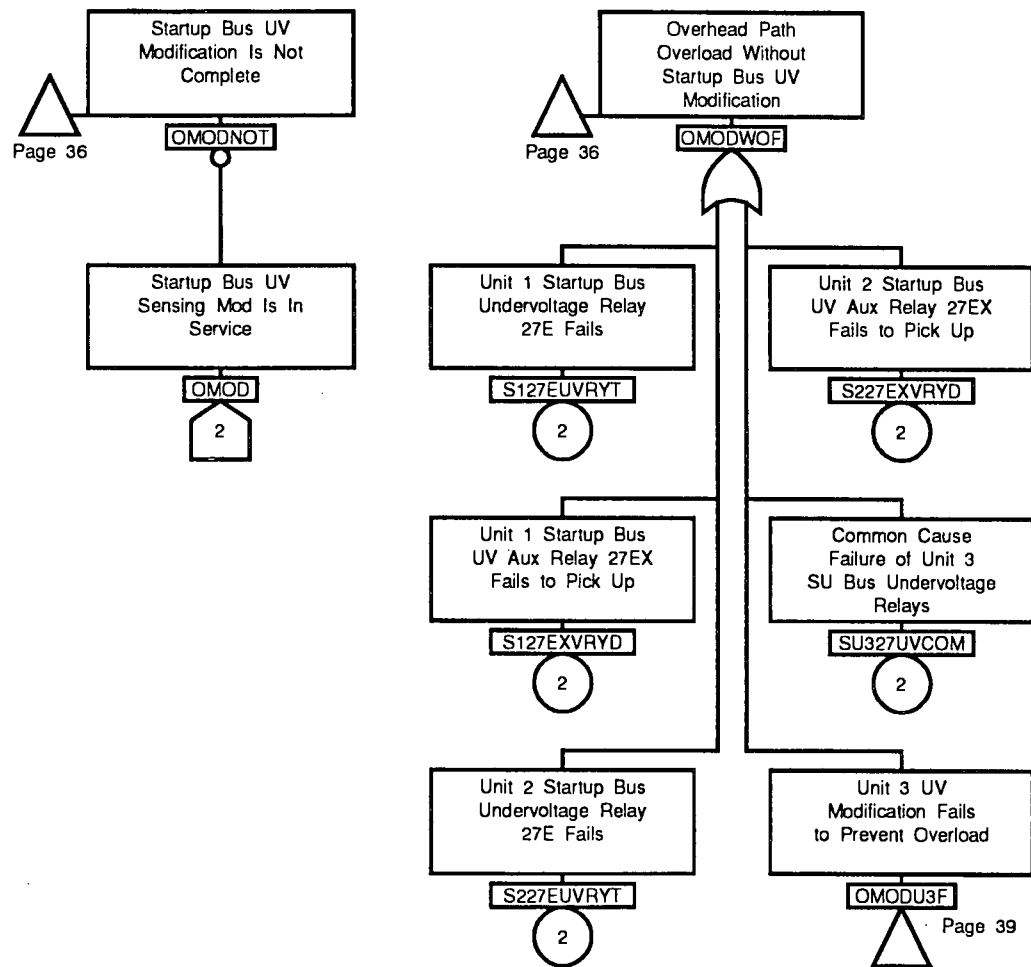 Startup Bus UV
Modification Is Not
Complete
Page 36
OMODNOT
Startup Bus UV
Sensing Mod Is In
Service
OMOD
2
Overhead Path
Overload Without
Startup Bus UV
Modification
Page 36
OMODWOF
Unit 1 Startup Bus
Undervoltage Relay
27E Fails
S127EUVRYT
2
Unit 2 Startup Bus
UV Aux Relay 27EX
Fails to Pick Up
S227EXVRYD
2
Unit 1 Startup Bus
UV Aux Relay 27EX
Fails to Pick Up
S127EXVRYD
2
Common Cause
Failure of Unit 3
SU Bus Undervoltage
Relays
SU327UVCOM
2
Unit 2 Startup Bus
Undervoltage Relay
27E Fails
S227EUVRYT
2
Unit 3 UV
Modification Fails
to Prevent Overload
OMODU3F
Page 39